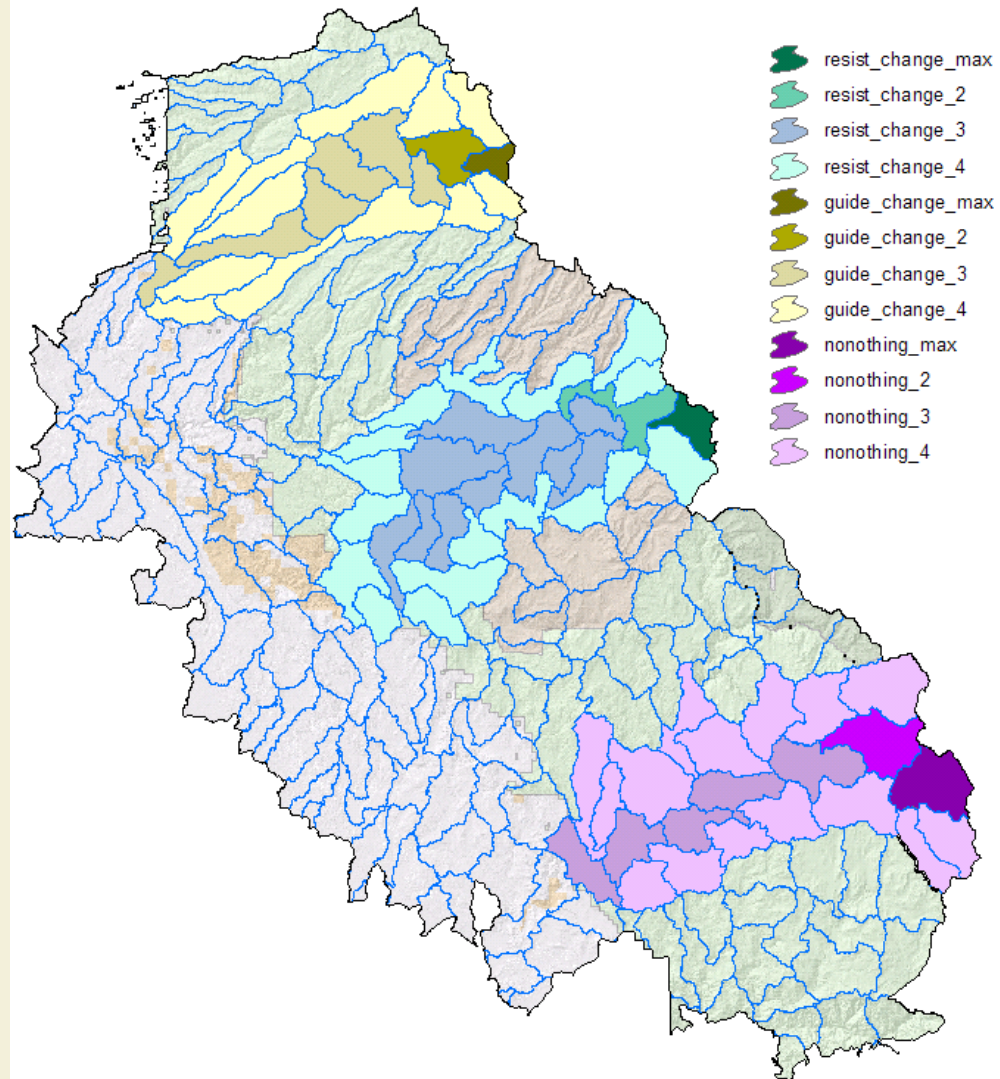 resist_change_max
resist_change_2
resist_change_3
resist_change_4
guide_change_max
guide_change_2
guide_change_3
guide_change_4
nonothing_max
nonothing_2
nonothing_3
nonothing_4